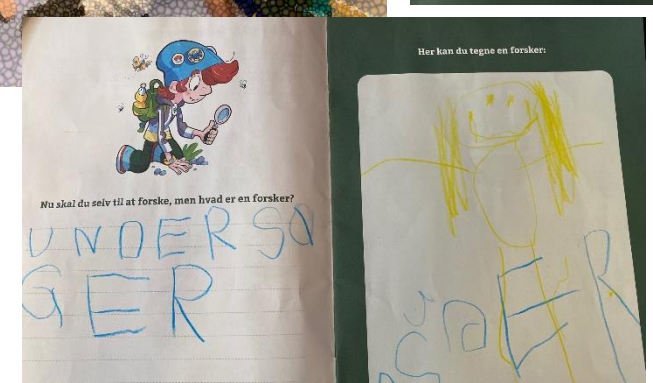 Nu skal du selv til at forske, men hvad er en forsker?
UNDERSØ
GER
Her kan du tegne en forsker: